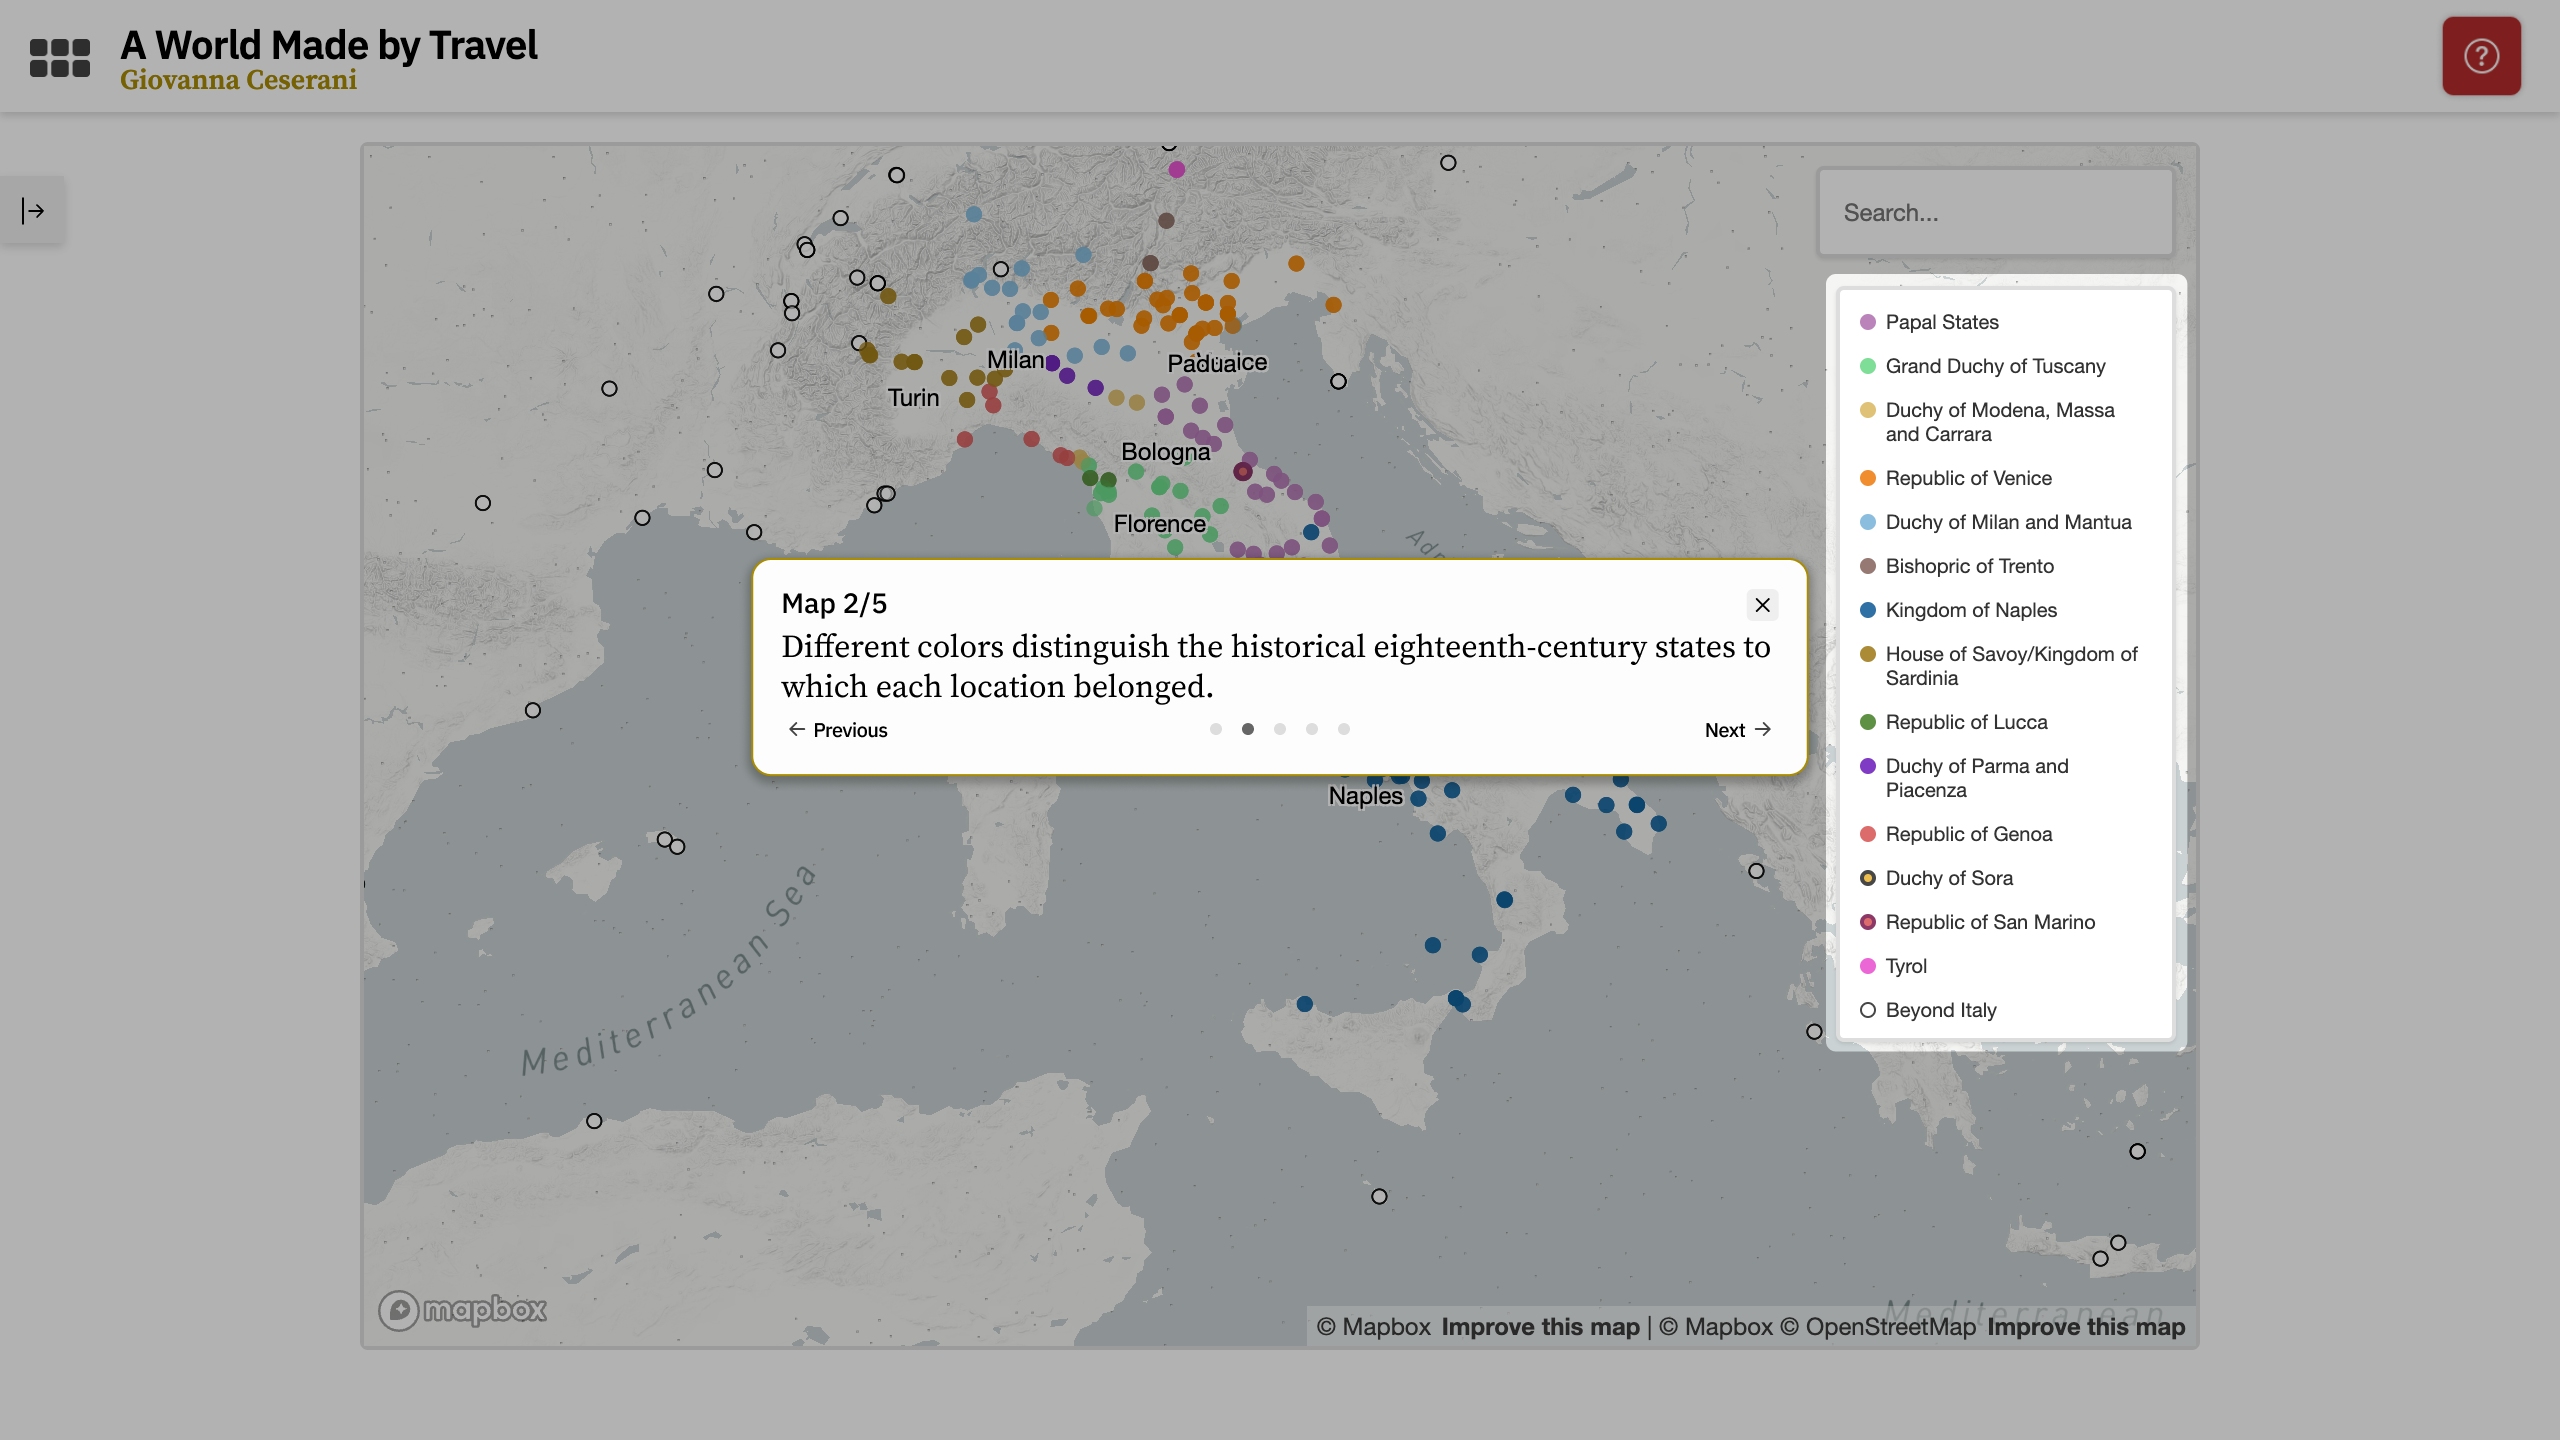 A World Made by Travel
Giovanna Ceserani
?
Search...
Papal States
Grand Duchy of Tuscany
Duchy of Modena, Massa
and Carrara
Republic of Venice
Duchy of Milan and Mantua
Bishopric of Trento
Kingdom of Naples
House of Savoy/Kingdom of
Sardinia
Republic of Lucca
Duchy of Parma and
Piacenza
Republic of Genoa
Duchy of Sora
Republic of San Marino
Tyrol
Beyond Italy
Milan
Padua
Turin
Bologna
Florence
Map 2/5
Different colors distinguish the historical eighteenth-century states to
which each location belonged.
Previous
Next
Naples
Mediterranean Sea
Mediterranean
mapbox
© Mapbox Improve this map | © Mapbox © OpenStreetMap Improve this map